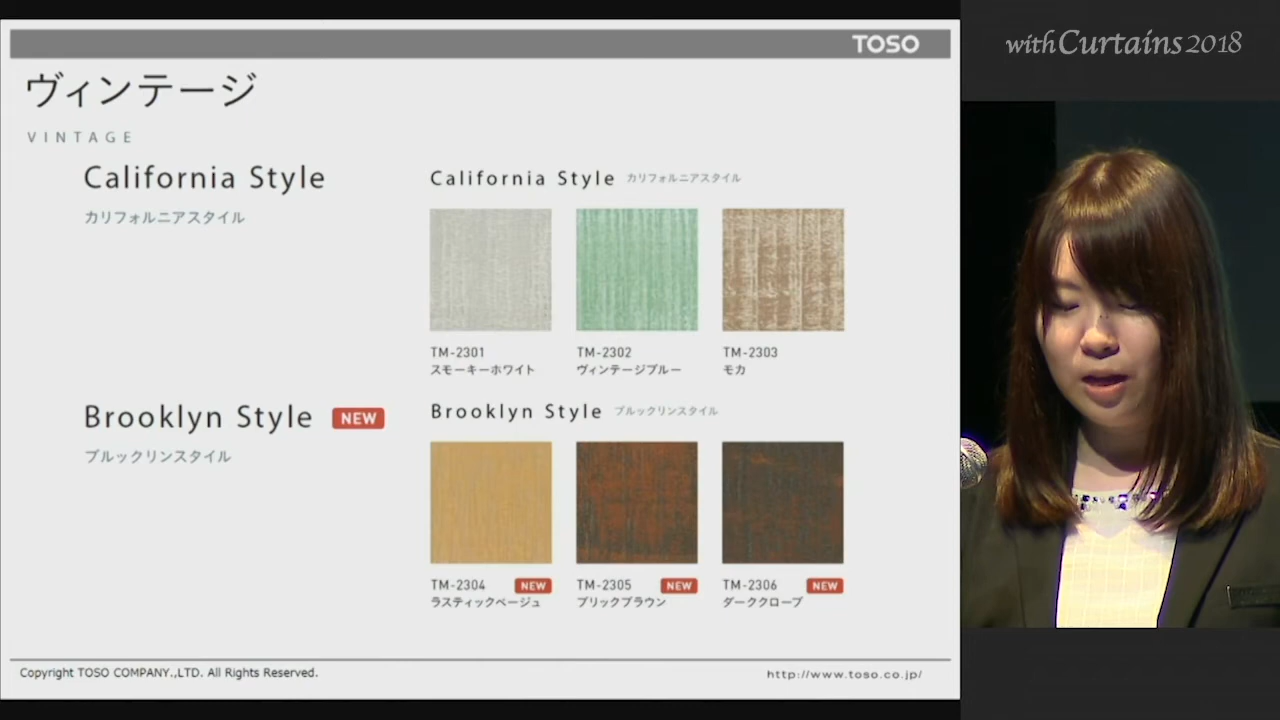 TOSO
withCurtains2018
ヴィンテージ
VINTAGE
California Style
カリフォルニアスタイル
California Style カリフォルニアスタイル
TM-2301
スモーキーホワイト
TM-2302
ヴィンテージブルー
TM-2303
モカ
Brooklyn Style NEW
ブルックリンスタイル
Brooklyn Style ブルックリンスタイル
TM-2304 NEW
ラスティックベージュ
TM-2305 NEW
ブリックブラウン
TM-2306 NEW
ダーククローブ
Copyright TOSO COMPANY.,LTD. All Rights Reserved.
http://www.toso.co.jp/